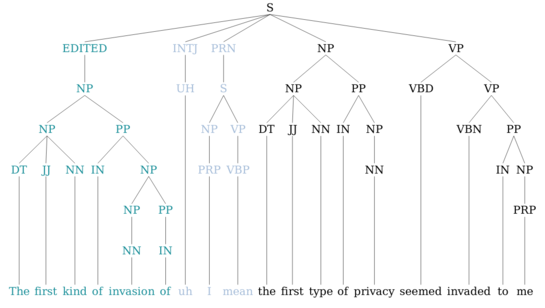 S
EDITED INTJ PRN NP VP
NP UH S NP PP VBD VP
NP PP NP VP DT JJ NN IN NP VBN PP
DT JJ NN IN NP PRP VBP NN IN NP
NP PP PRP
NN IN
The first kind of invasion of uh I mean the first type of privacy seemed invaded to me